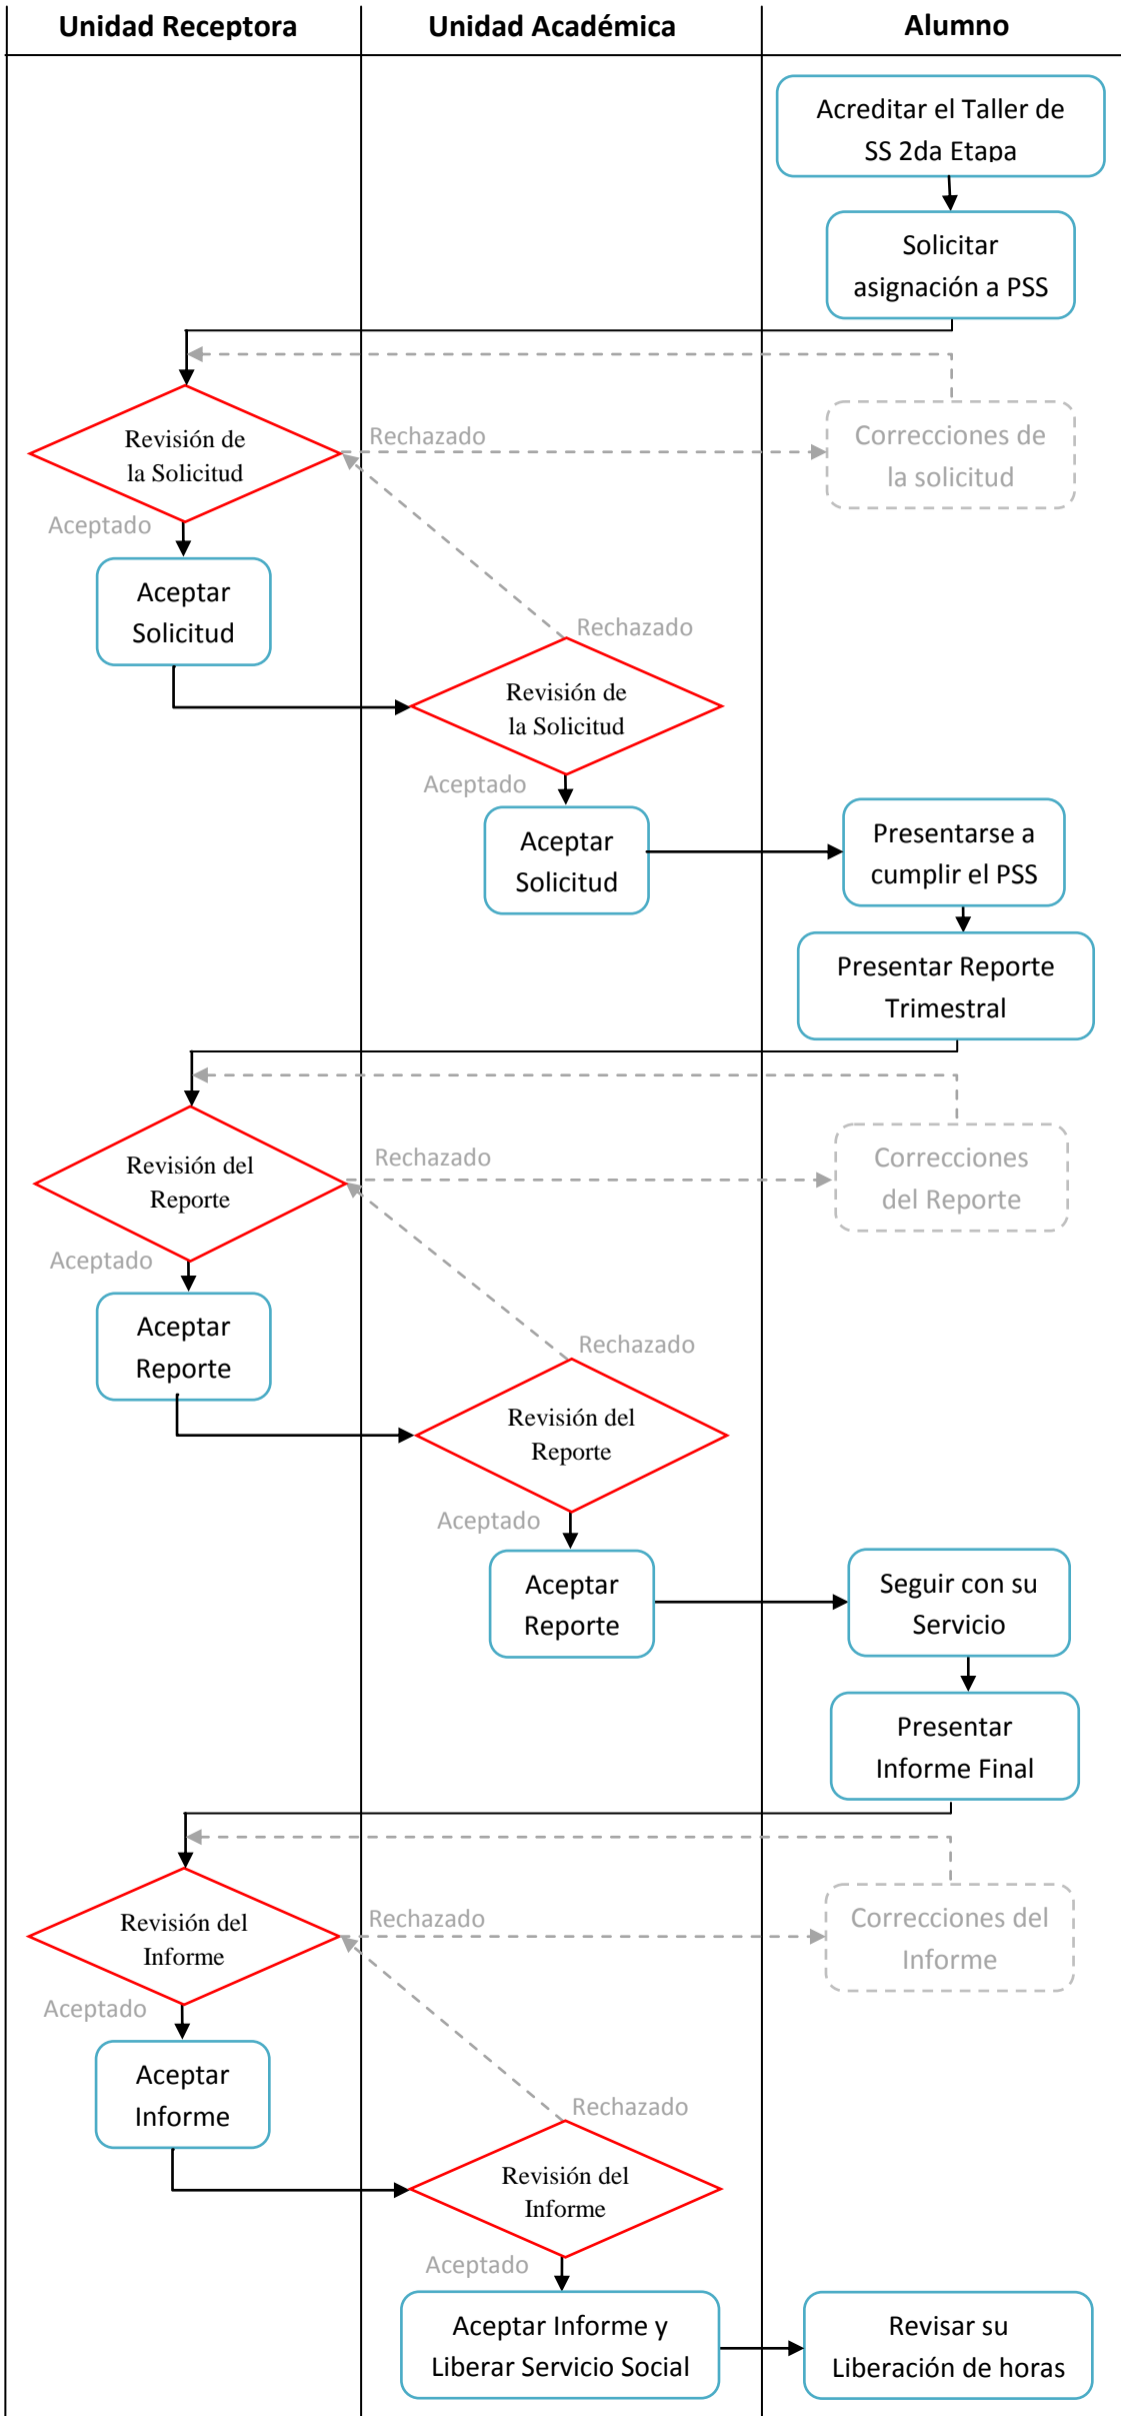 Unidad Receptora
Unidad Académica
Alumno
Acreditar el Taller de
SS 2da Etapa
Solicitar
asignación a PSS
Revisión de
la Solicitud
Rechazado
Correcciones de
la solicitud
Aceptado
Aceptar
Solicitud
Rechazado
Revisión de
la Solicitud
Aceptado
Aceptar
Solicitud
Presentarse a
cumplir el PSS
Presentar Reporte
Trimestral
Revisión del
Reporte
Rechazado
Correcciones
del Reporte
Aceptado
Aceptar
Reporte
Rechazado
Revisión del
Reporte
Aceptado
Aceptar
Reporte
Seguir con su
Servicio
Presentar
Informe Final
Revisión del
Informe
Rechazado
Correcciones del
Informe
Aceptado
Aceptar
Informe
Rechazado
Revisión del
Informe
Aceptado
Aceptar Informe y
Liberar Servicio Social
Revisar su
Liberación de horas